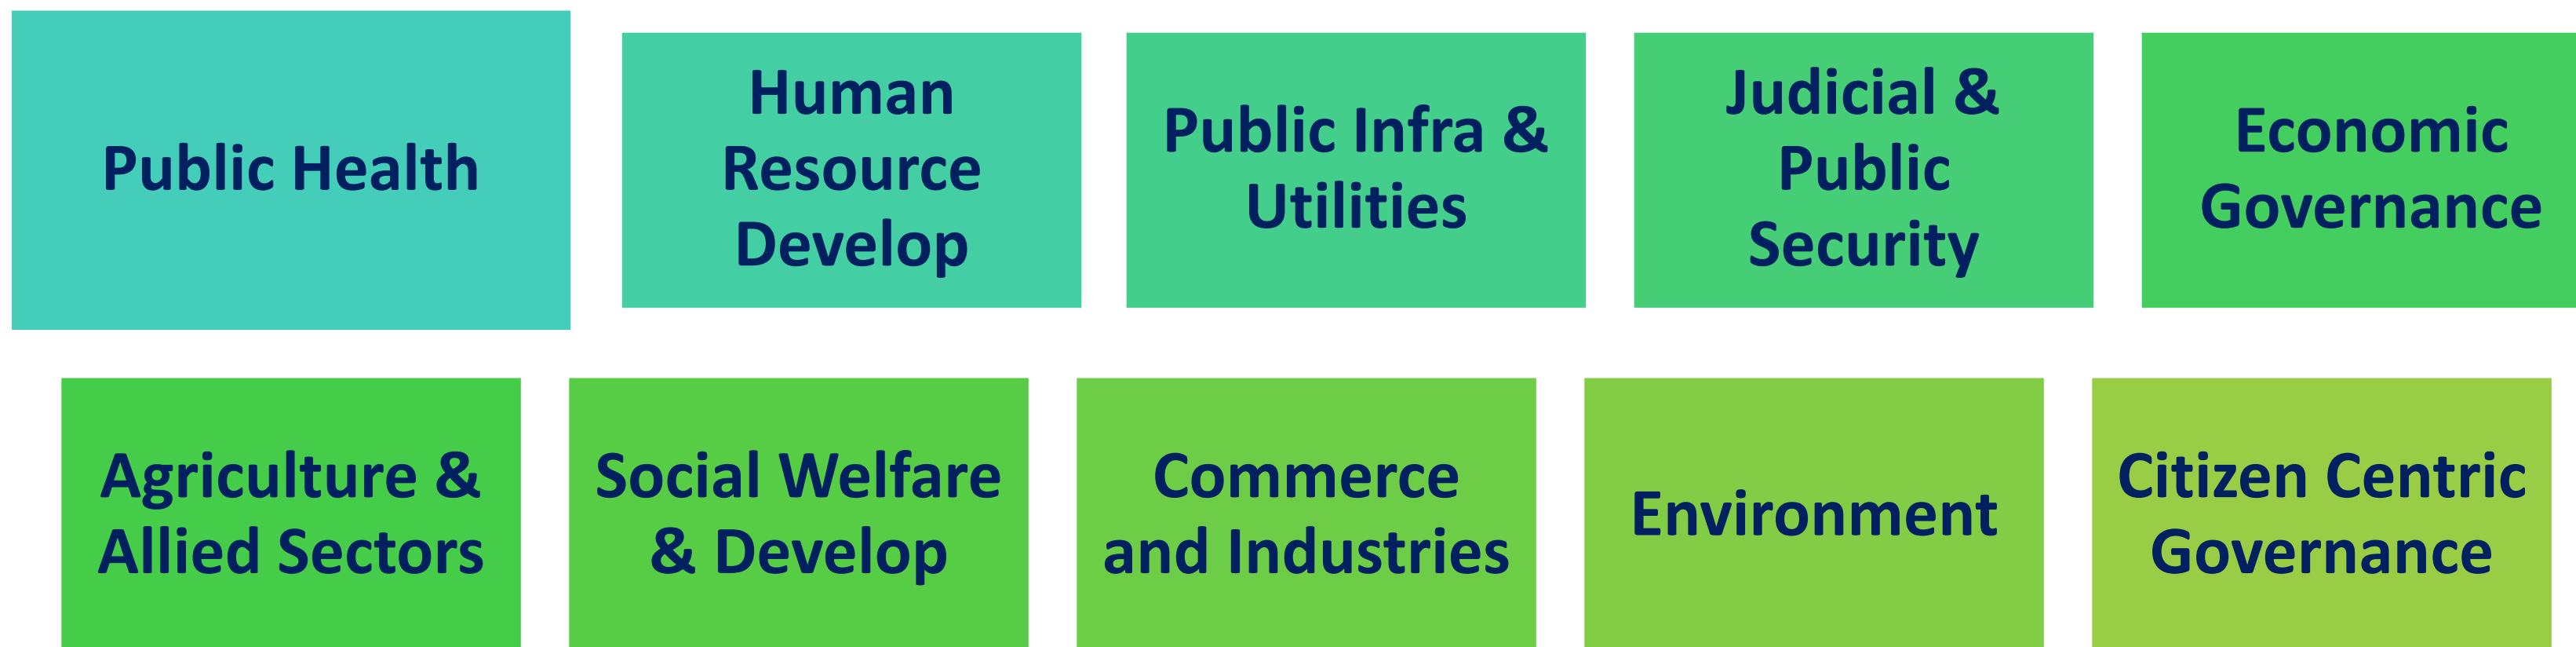 Public Health
Human
Resource
Develop
Public Infra &
Utilities
Judicial &
Public
Security
Economic
Governance
Agriculture &
Allied Sectors
Social Welfare
& Develop
Commerce
and Industries
Environment
Citizen Centric
Governance